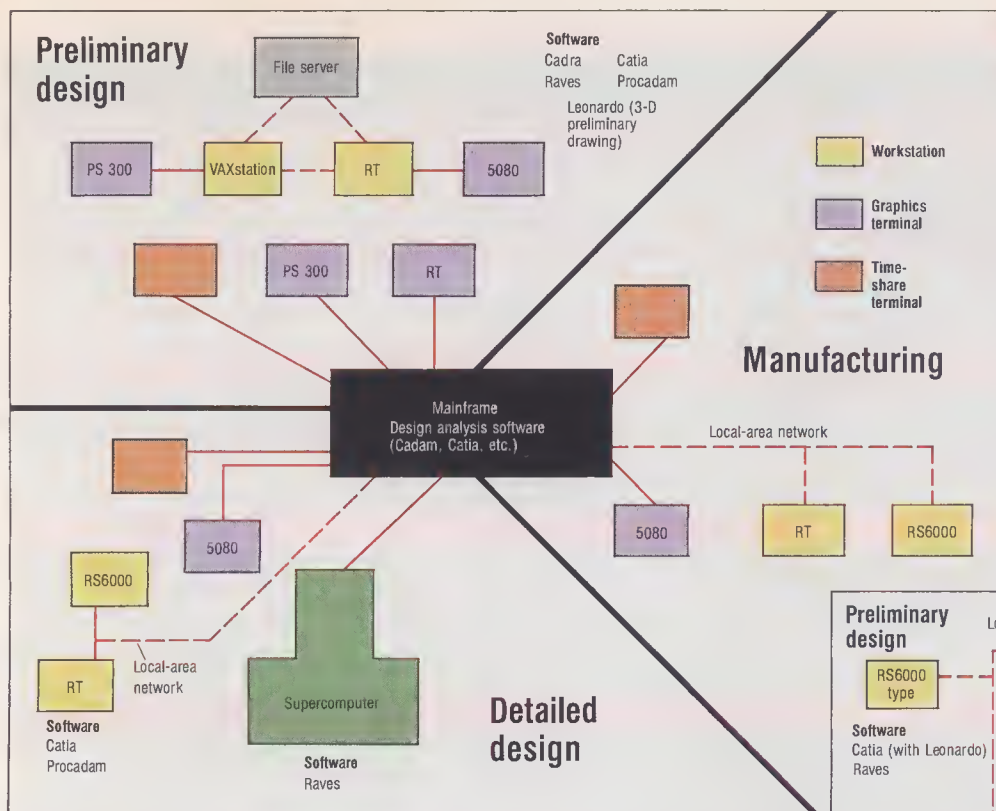 Preliminary
design
File server
Software
Cadra Catia
Raves Procadam
Leonardo (3-D
preliminary
drawing)
PS 300
VAXstation
RT
5080
Workstation
Graphics
terminal
Time-
share
terminal
PS 300
RT
Manufacturing
Mainframe
Design analysis software
(Cadam, Catia, etc.)
Local-area network
5080
RT
RS6000
5080
RS6000
Local-area
network
RT
Software
Catia
Procadam
Supercomputer
Software
Raves
Detailed
design
Preliminary
design
RS6000
type
Software
Catia (with Leonardo)
Raves